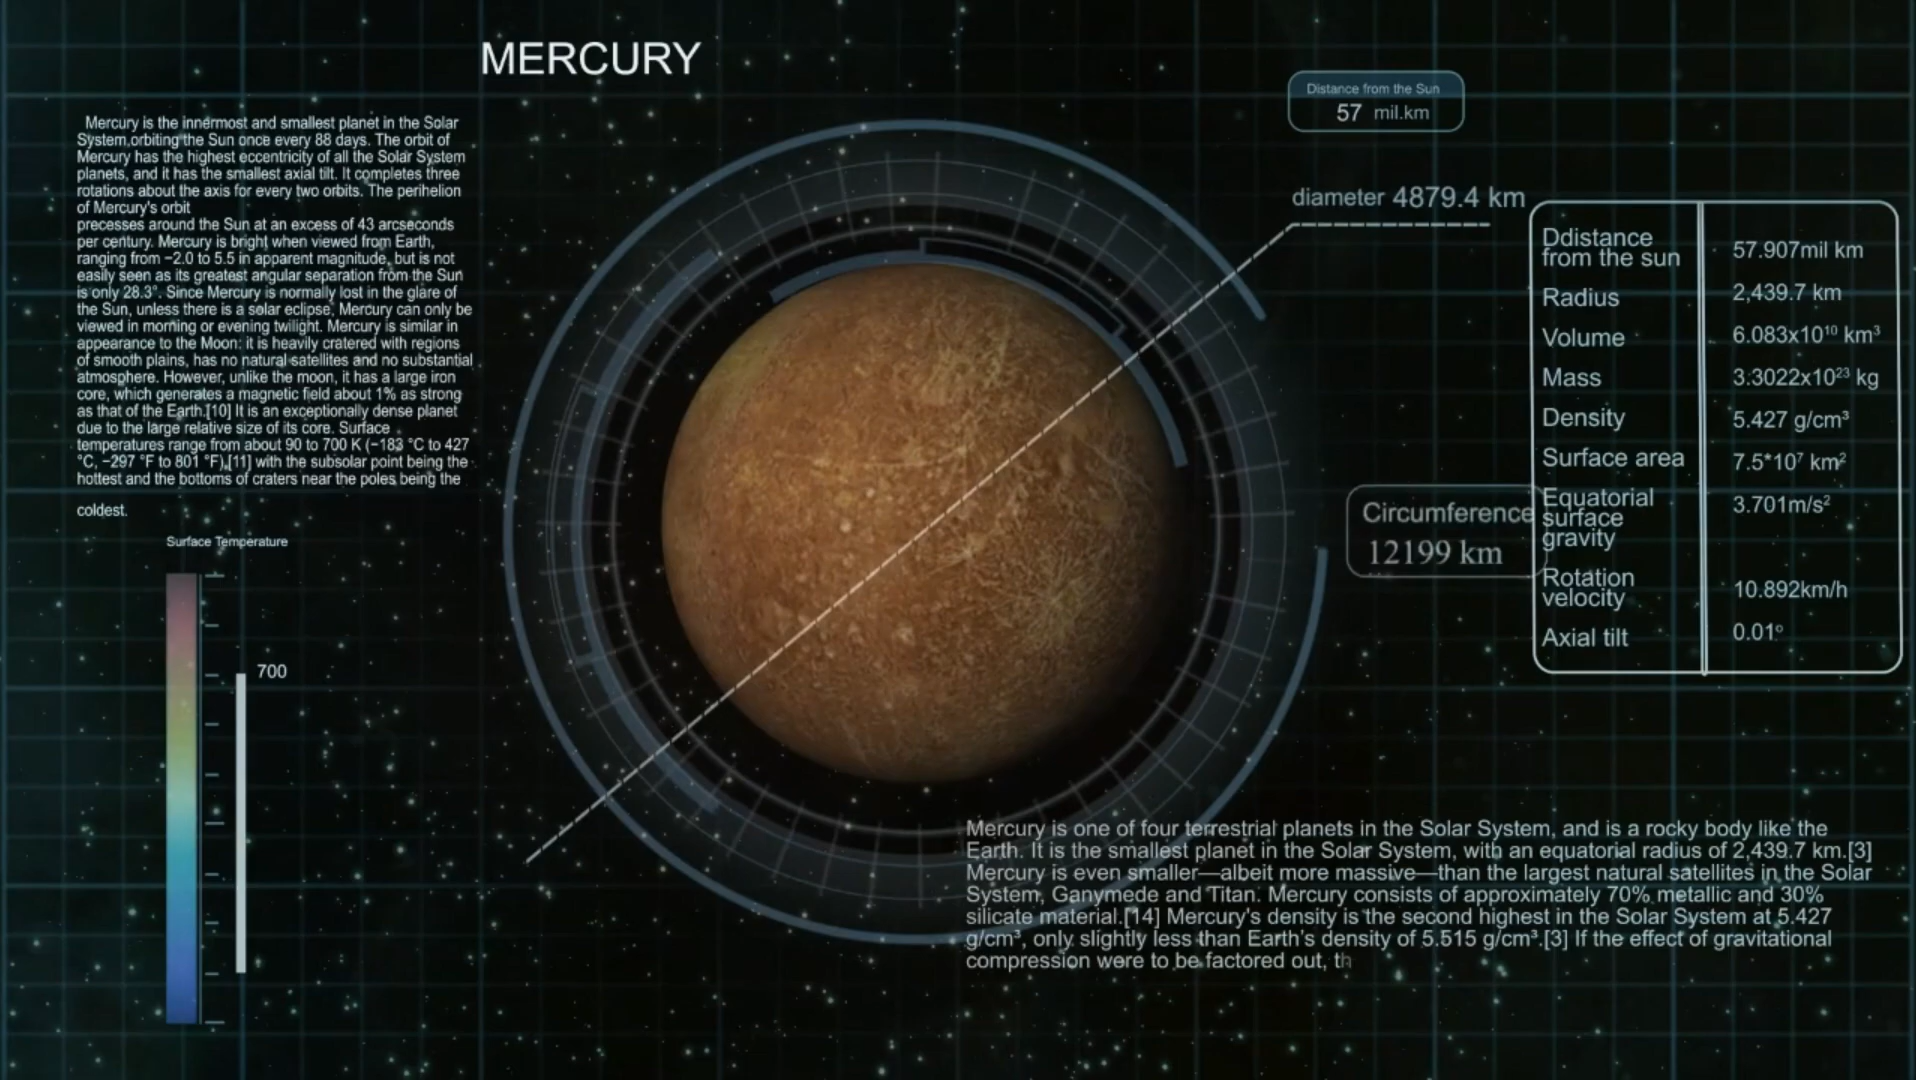 MERCURY
Mercury is the innermost and smallest planet in the Solar
System,orbiting the Sun once every 88 days. The orbit of
Mercury has the highest eccentricity of all the Solar System
planets, and it has the smallest axial tilt. It completes three
rotations about the axis for every two orbits. The perihelion
of Mercury's orbit
precesses around the Sun at an excess of 43 arcseconds
per century. Mercury is bright when viewed from Earth,
ranging from −2.0 to 5.5 in apparent magnitude, but is not
easily seen as its greatest angular separation from the Sun
is only 28.3°. Since Mercury is normally lost in the glare of
the Sun, unless there is a solar eclipse, Mercury can only be
viewed in morning or evening twilight. Mercury is similar in
appearance to the Moon: it is heavily cratered with regions
of smooth plains, has no natural satellites and no substantial
atmosphere. However, unlike the moon, it has a large iron
core, which generates a magnetic field about 1% as strong
as that of the Earth.[10] It is an exceptionally dense planet
due to the large relative size of its core. Surface
temperatures range from about 90 to 700 K (−183 °C to 427
°C, −297 °F to 801 °F),[11] with the subsolar point being the
hottest and the bottoms of craters near the poles being the
coldest.
Surface Temperature
700
Distance from the Sun
57 mil.km
diameter 4879.4 km
Circumference
12199 km
Ddistance
from the sun
57.907mil km
Radius
2,439.7 km
Volume
6.083x10¹⁰ km³
Mass
3.3022x10²³ kg
Density
5.427 g/cm³
Surface area
7.5*10⁷ km²
Equatorial
surface
gravity
3.701m/s²
Rotation
velocity
10.892km/h
Axial tilt
0.01°
Mercury is one of four terrestrial planets in the Solar System, and is a rocky body like the
Earth. It is the smallest planet in the Solar System, with an equatorial radius of 2,439.7 km.[3]
Mercury is even smaller—albeit more massive—than the largest natural satellites in the Solar
System, Ganymede and Titan. Mercury consists of approximately 70% metallic and 30%
silicate material.[14] Mercury's density is the second highest in the Solar System at 5.427
g/cm³, only slightly less than Earth's density of 5.515 g/cm³.[3] If the effect of gravitational
compression were to be factored out, th